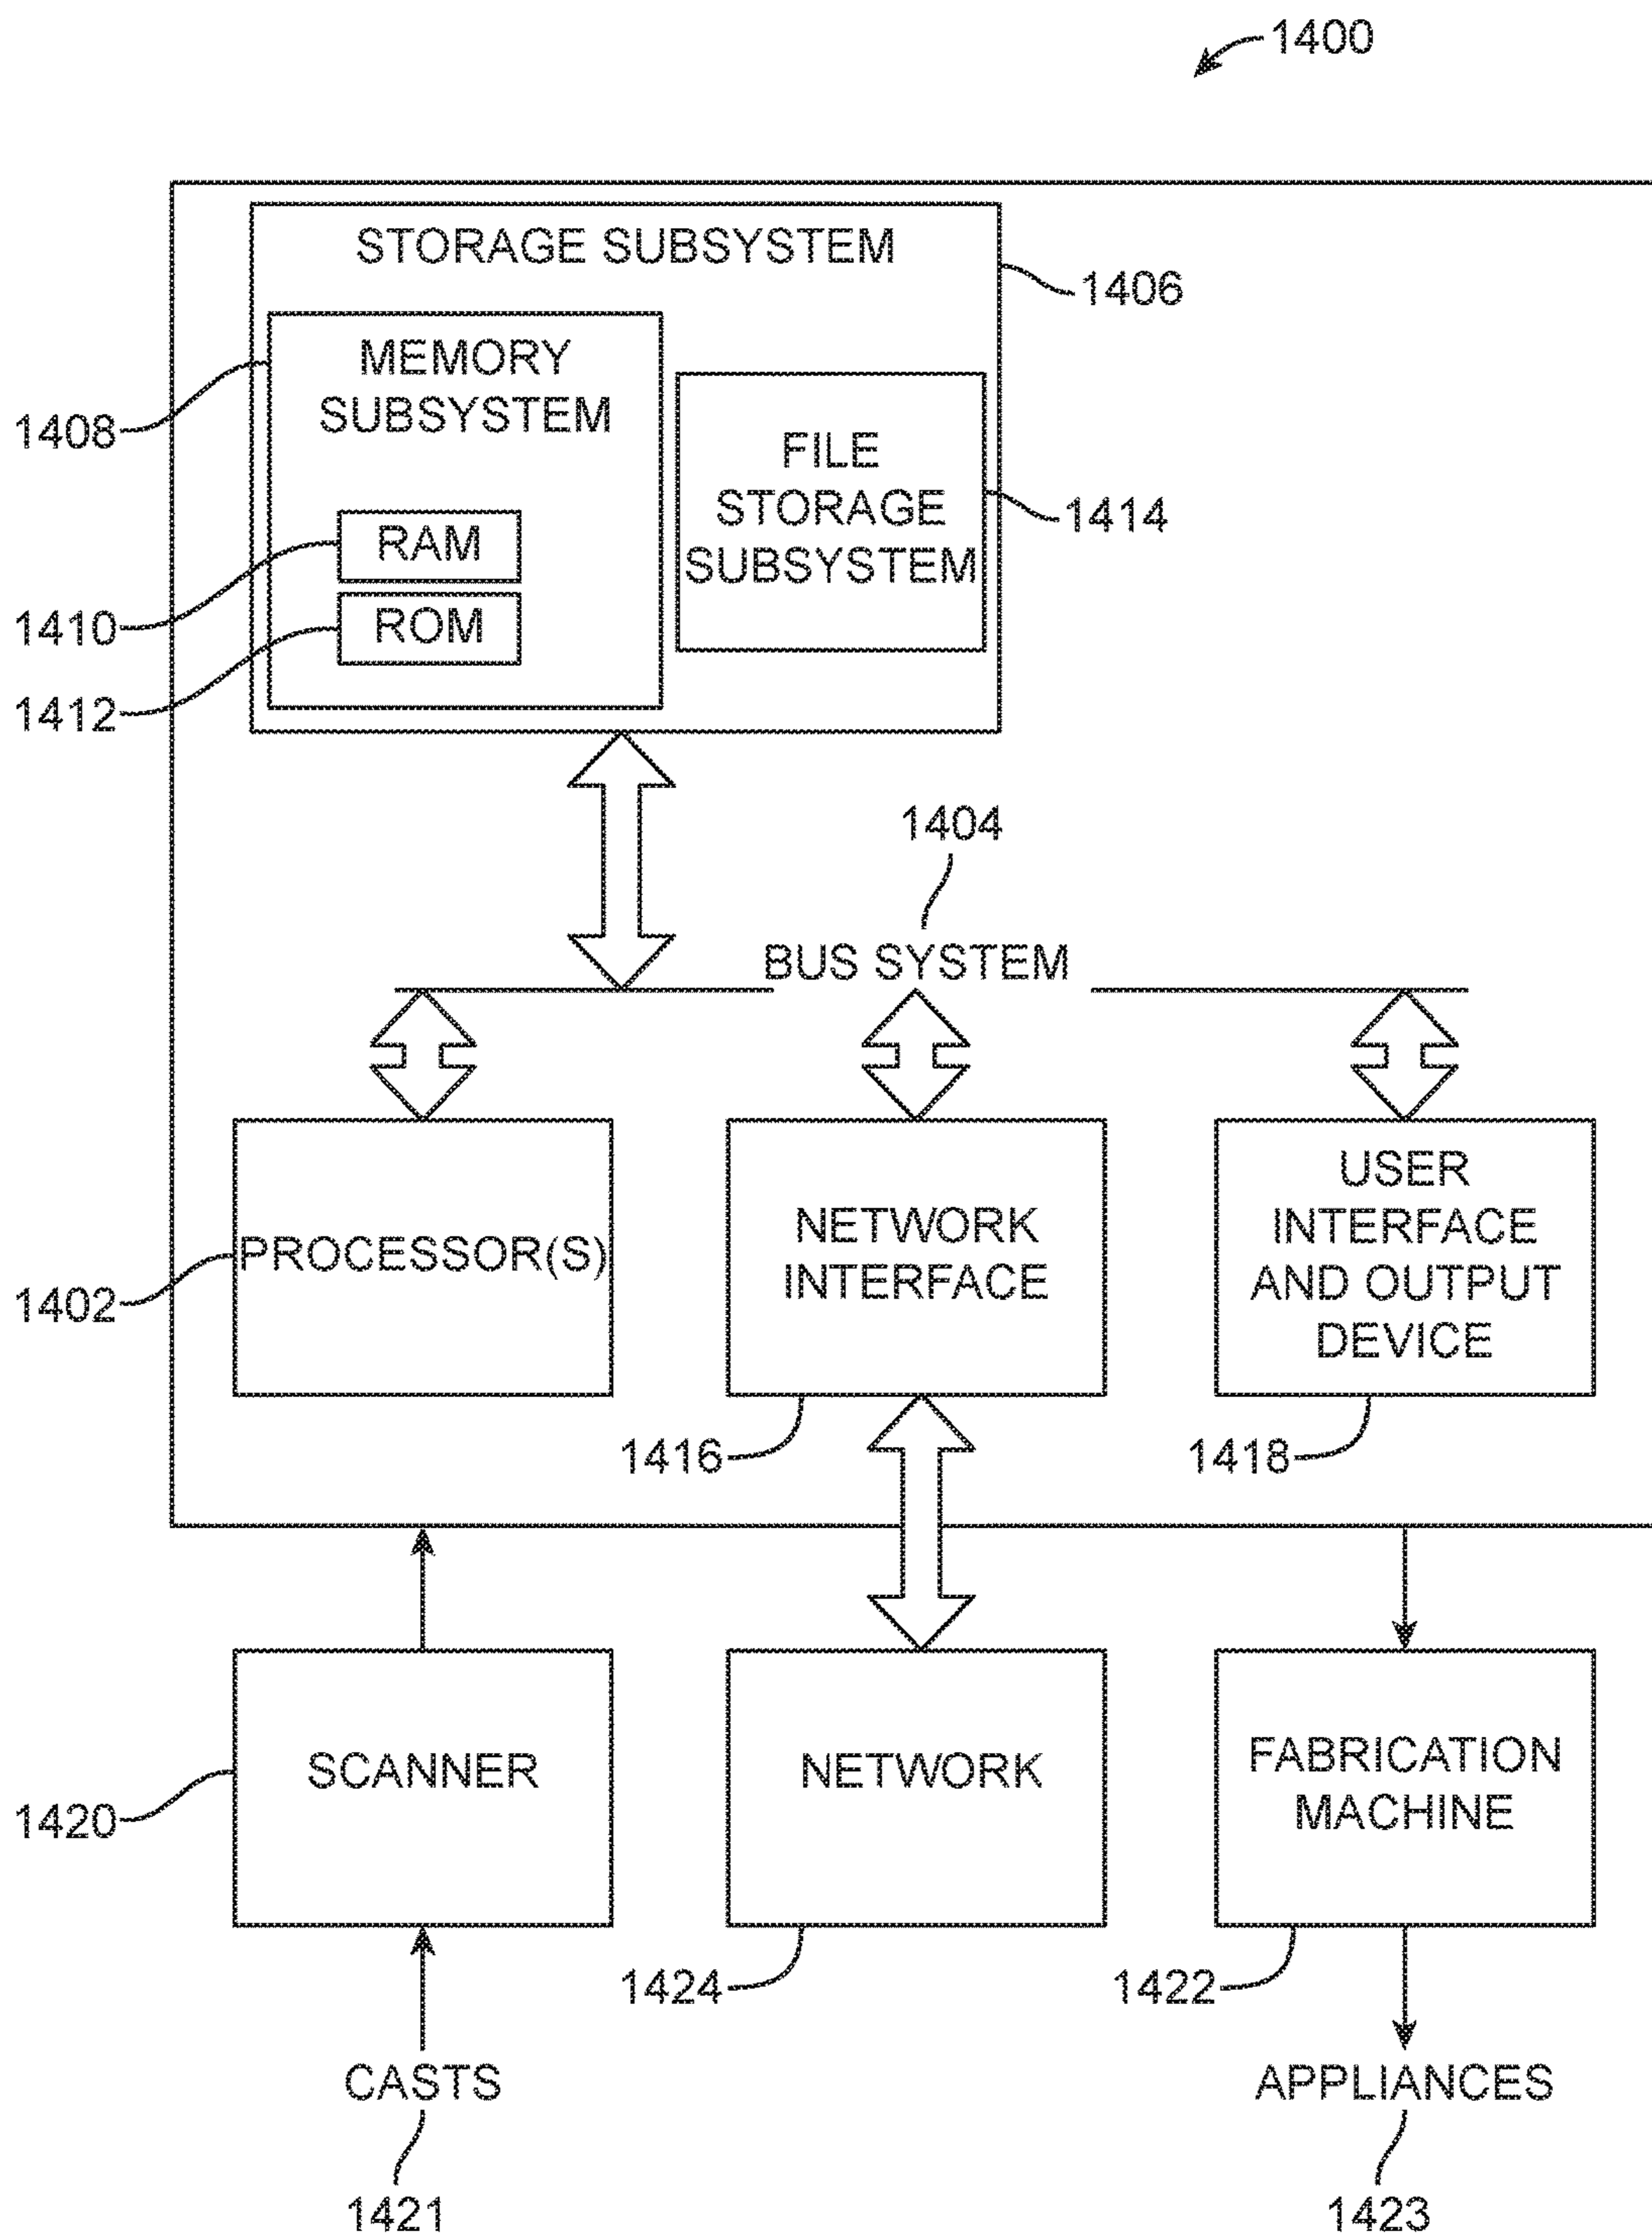 1400
STORAGE SUBSYSTEM
1406
MEMORY
SUBSYSTEM
1408
FILE
STORAGE
SUBSYSTEM
1414
RAM
1410
ROM
1412
1404
BUS SYSTEM
PROCESSOR(S)
1402
NETWORK
INTERFACE
1416
USER
INTERFACE
AND OUTPUT
DEVICE
1418
SCANNER
1420
NETWORK
1424
FABRICATION
MACHINE
1422
CASTS
1421
APPLIANCES
1423